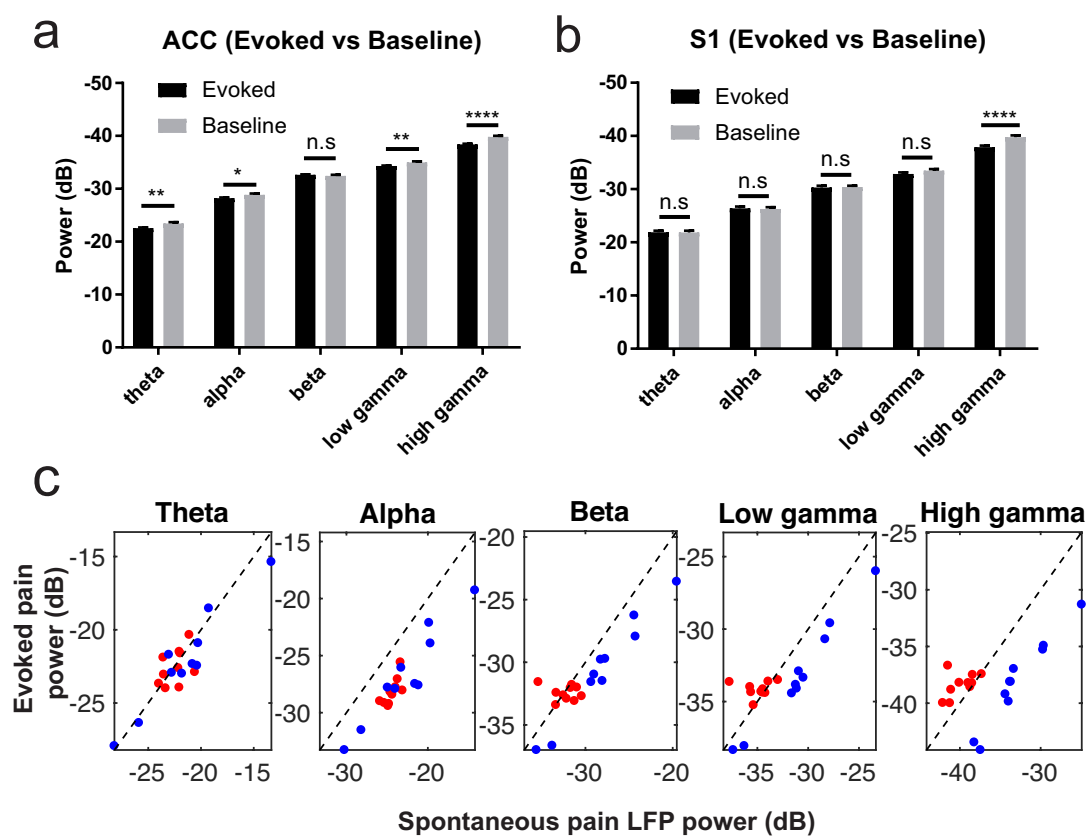 a
ACC (Evoked vs Baseline)
Evoked
Baseline
Power (dB)
-50
-40
-30
-20
-10
0
**
*
n.s
**
****
theta
alpha
beta
low gamma
high gamma
b
S1 (Evoked vs Baseline)
Evoked
Baseline
Power (dB)
-50
-40
-30
-20
-10
0
n.s
n.s
n.s
n.s
****
theta
alpha
beta
low gamma
high gamma
c
Evoked pain
power (dB)
Theta
-15
-20
-25
-25 -20 -15
Alpha
-15
-20
-25
-30
-30 -20
Beta
-20
-25
-30
-35
-30 -20
Low gamma
-25
-30
-35
-35 -30 -25
High gamma
-25
-30
-35
-40
-40 -30
Spontaneous pain LFP power (dB)